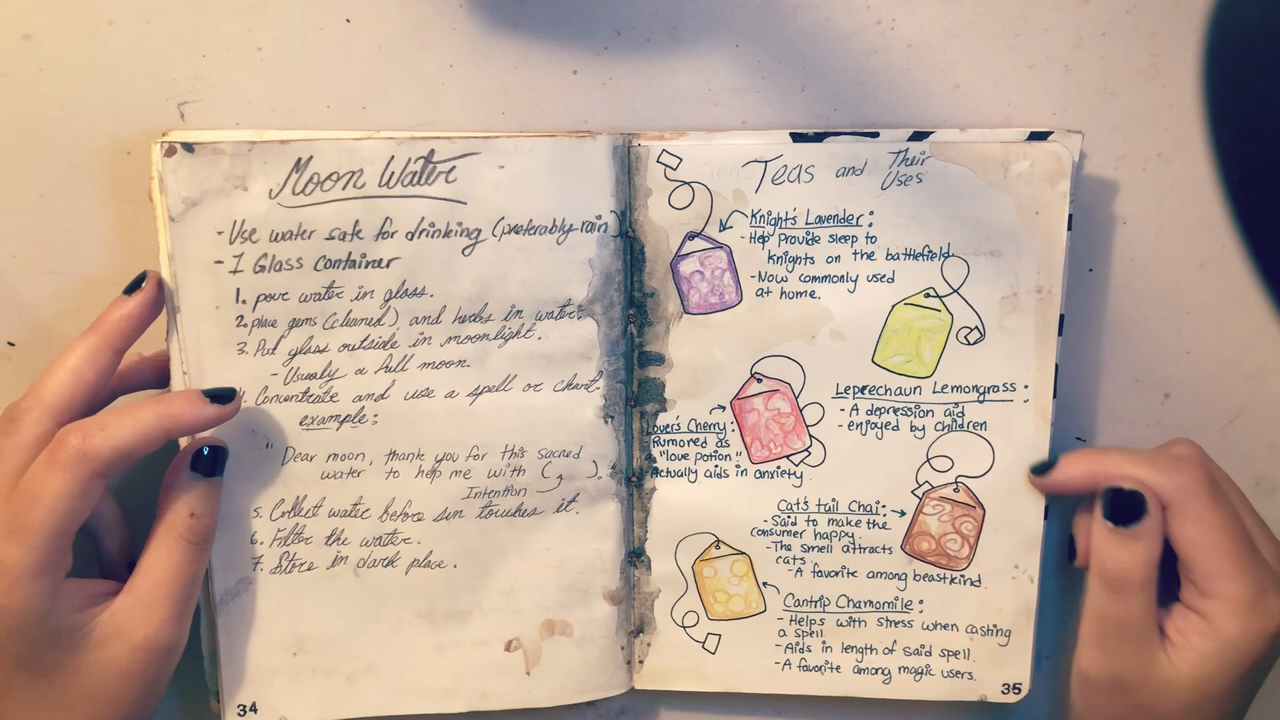 Moon Water
- Use water safe for drinking (preferably rain)
- 1 Glass container
1. pour water in glass.
2. place gems (cleaned) and herbs in water.
3. Put glass outside in moonlight.
- Usualy a full moon.
4. Concentrate and use a spell or chant.
example:
" Dear moon, thank you for this sacred
water to help me with ( , ).
Intention
5. Collect water before sun touches it.
6. Filter the water.
7. Store in dark place.
34
Teas and Their
Uses
Knight's Lavender:
- Help Provide sleep to
knights on the battlefield.
- Now commonly used
at home.
Leprechaun Lemongrass:
- A depression aid
- enjoyed by children
Lover's Cherry:
- Rumored as
a "love potion"
- Actually aids in anxiety.
Cat's tail Chai:
- Said to make the
consumer happy.
- The smell attracts
cats.
- A favorite among beastkind.
Cantrip Chamomile:
- Helps with stress when casting
a spell.
- Aids in length of said spell.
- A favorite among magic users.
35